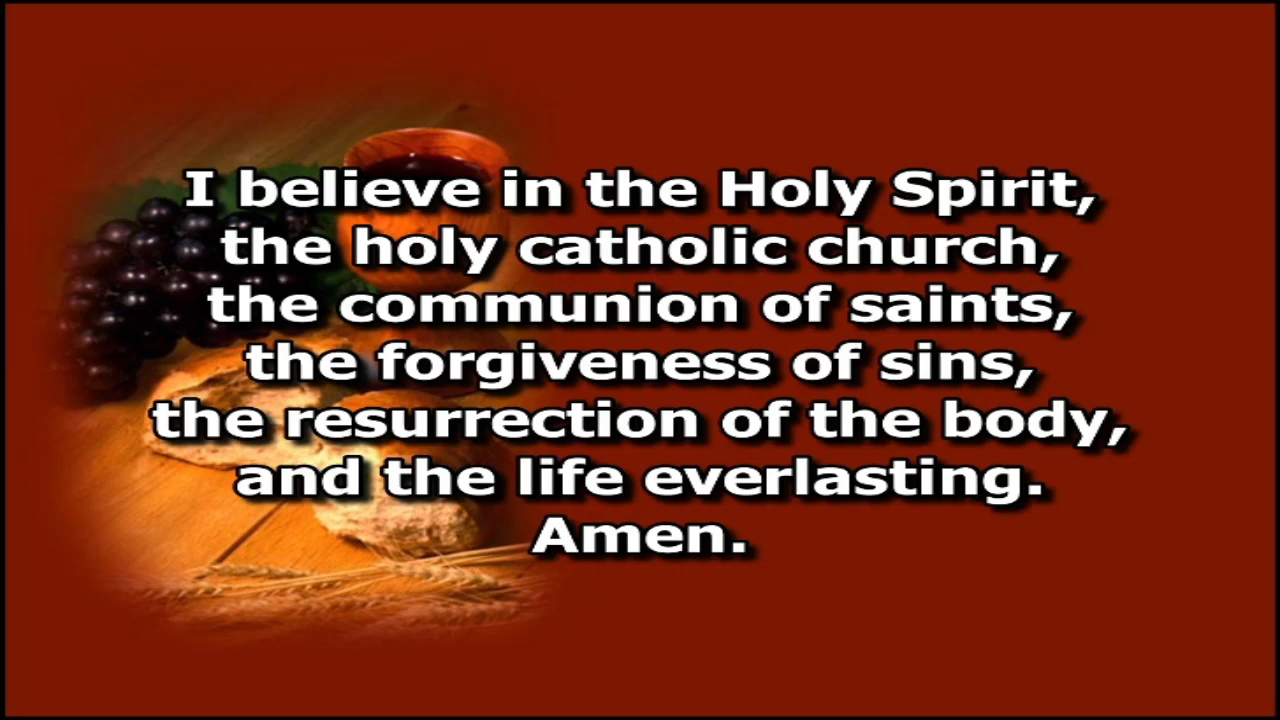 I believe in the Holy Spirit,
the holy catholic church,
the communion of saints,
the forgiveness of sins,
the resurrection of the body,
and the life everlasting.
Amen.